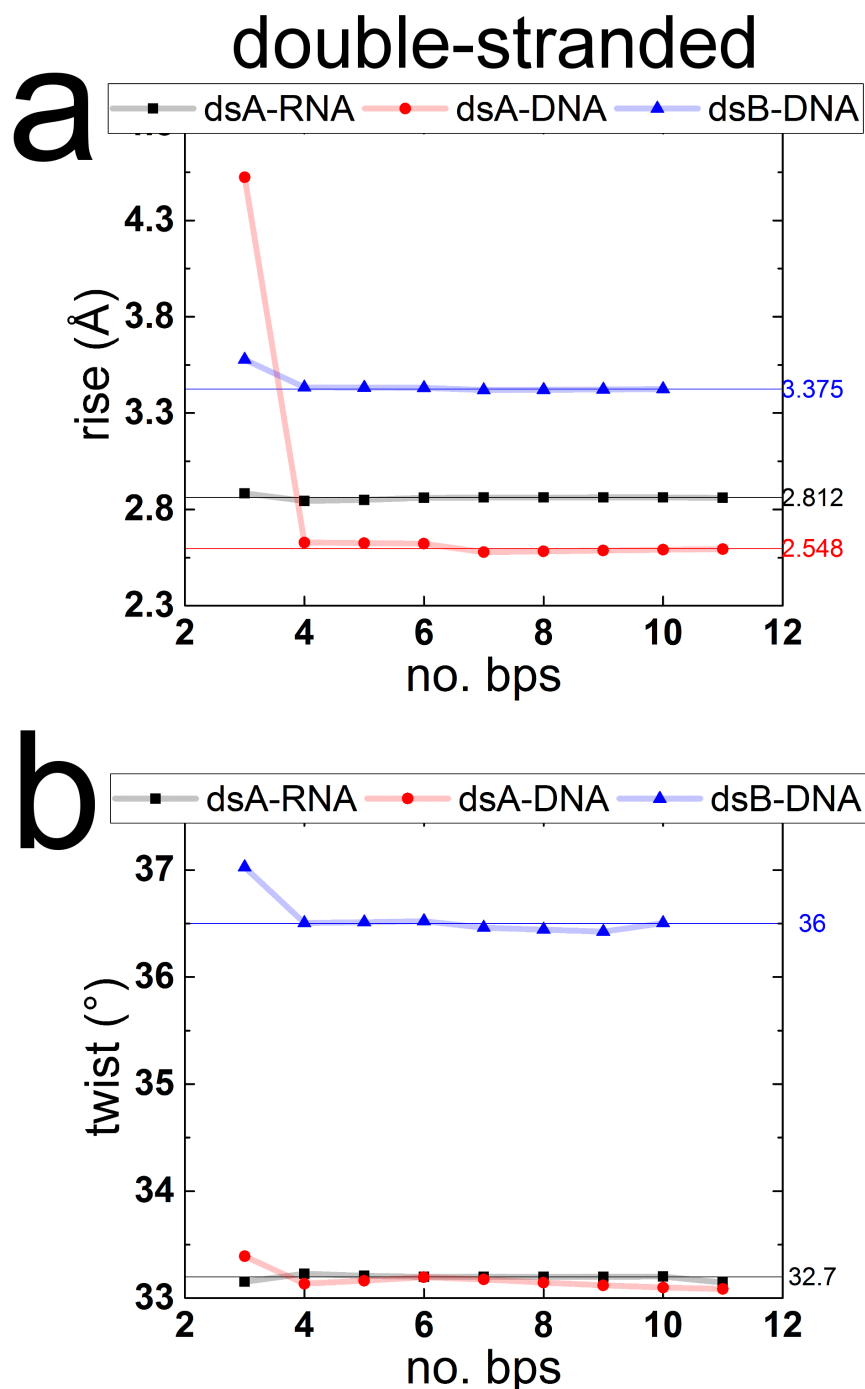 double-stranded
a
dsA-RNA dsA-DNA dsB-DNA
4.3
3.8
3.3
2.8
2.3
rise (Å)
3.375
2.812
2.548
2 4 6 8 10 12
no. bps
b
dsA-RNA dsA-DNA dsB-DNA
37
36
35
34
33
twist (°)
36
32.7
2 4 6 8 10 12
no. bps